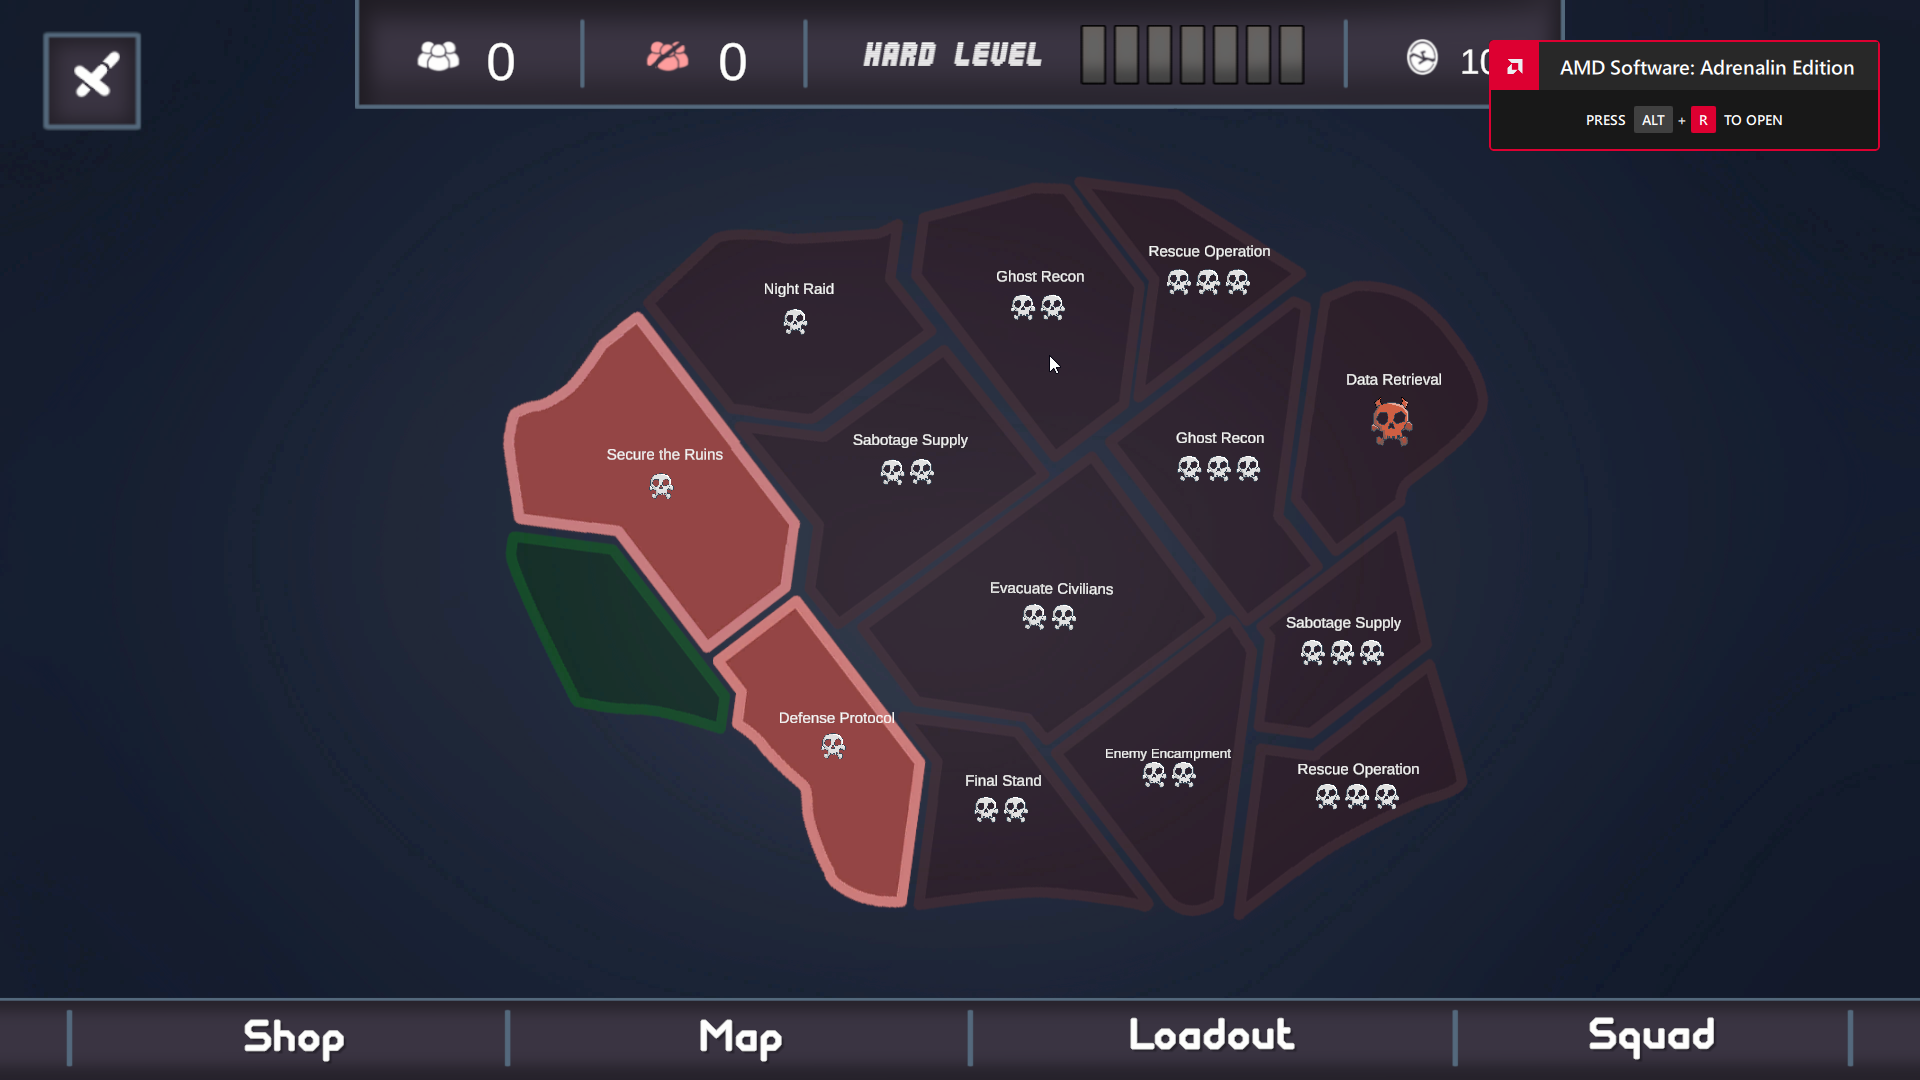 0
0
HARD LEVEL
10
AMD Software: Adrenalin Edition
PRESS ALT + R TO OPEN
Rescue Operation
Ghost Recon
Night Raid
Data Retrieval
Ghost Recon
Sabotage Supply
Secure the Ruins
Evacuate Civilians
Sabotage Supply
Defense Protocol
Enemy Encampment
Rescue Operation
Final Stand
Shop
Map
Loadout
Squad